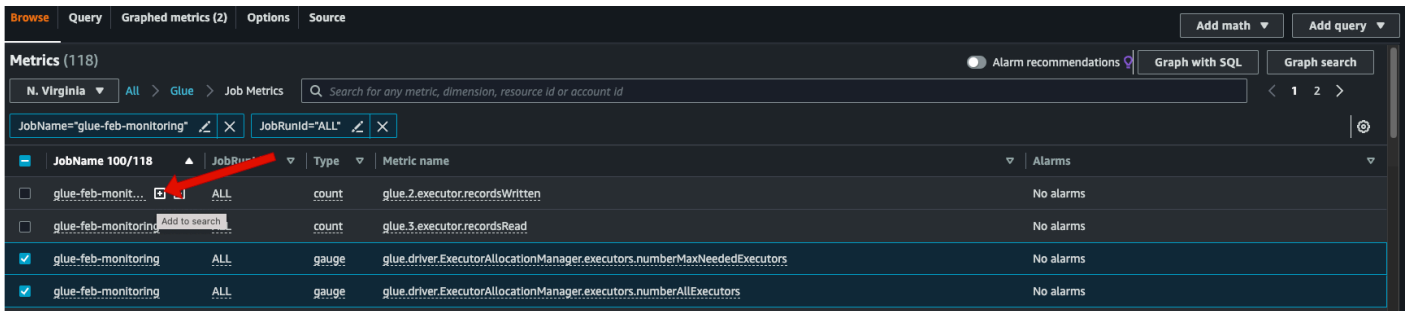 Browse Query Graphed metrics (2) Options Source
Add math Add query
Metrics (118)
Alarm recommendations Graph with SQL Graph search
N. Virginia All > Glue > Job Metrics Search for any metric, dimension, resource id or account id < 1 2 >
JobName="glue-feb-monitoring" JobRunId="ALL"
JobName 100/118 Type Metric name Alarms
glue-feb-monit... ALL count glue.2.executor.recordsWritten No alarms
Add to search
glue-feb-monitoring count glue.3.executor.recordsRead No alarms
glue-feb-monitoring ALL gauge glue.driver.ExecutorAllocationManager.executors.numberMaxNeededExecutors No alarms
glue-feb-monitoring ALL gauge glue.driver.ExecutorAllocationManager.executors.numberAllExecutors No alarms